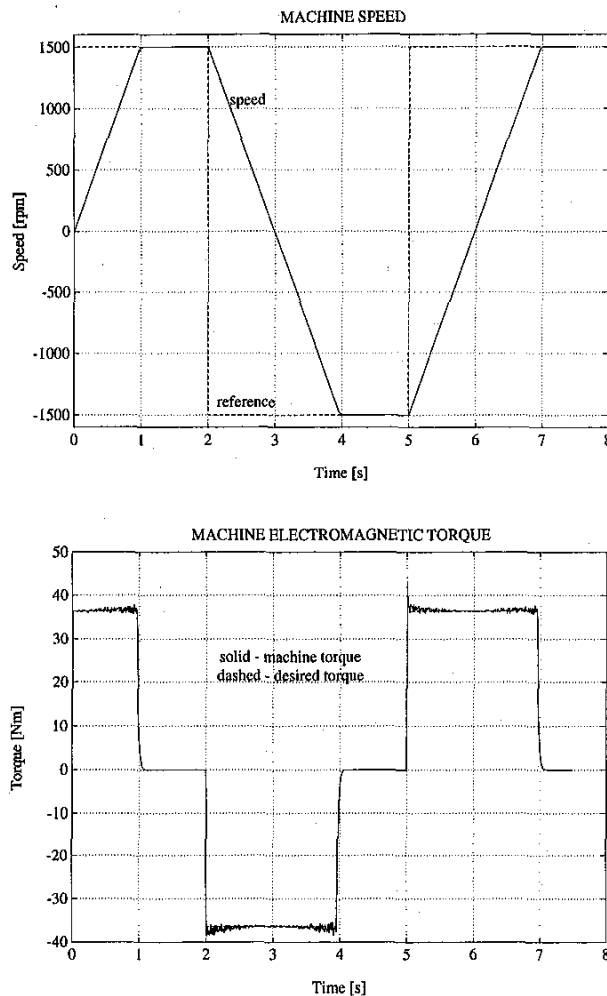 MACHINE SPEED
1500
1000
500
0
-500
-1000
-1500
Speed [rpm]
speed
reference
0 1 2 3 4 5 6 7 8
Time [s]
MACHINE ELECTROMAGNETIC TORQUE
50
40
30
20
10
0
-10
-20
-30
-40
Torque [Nm]
solid - machine torque
dashed - desired torque
0 1 2 3 4 5 6 7 8
Time [s]